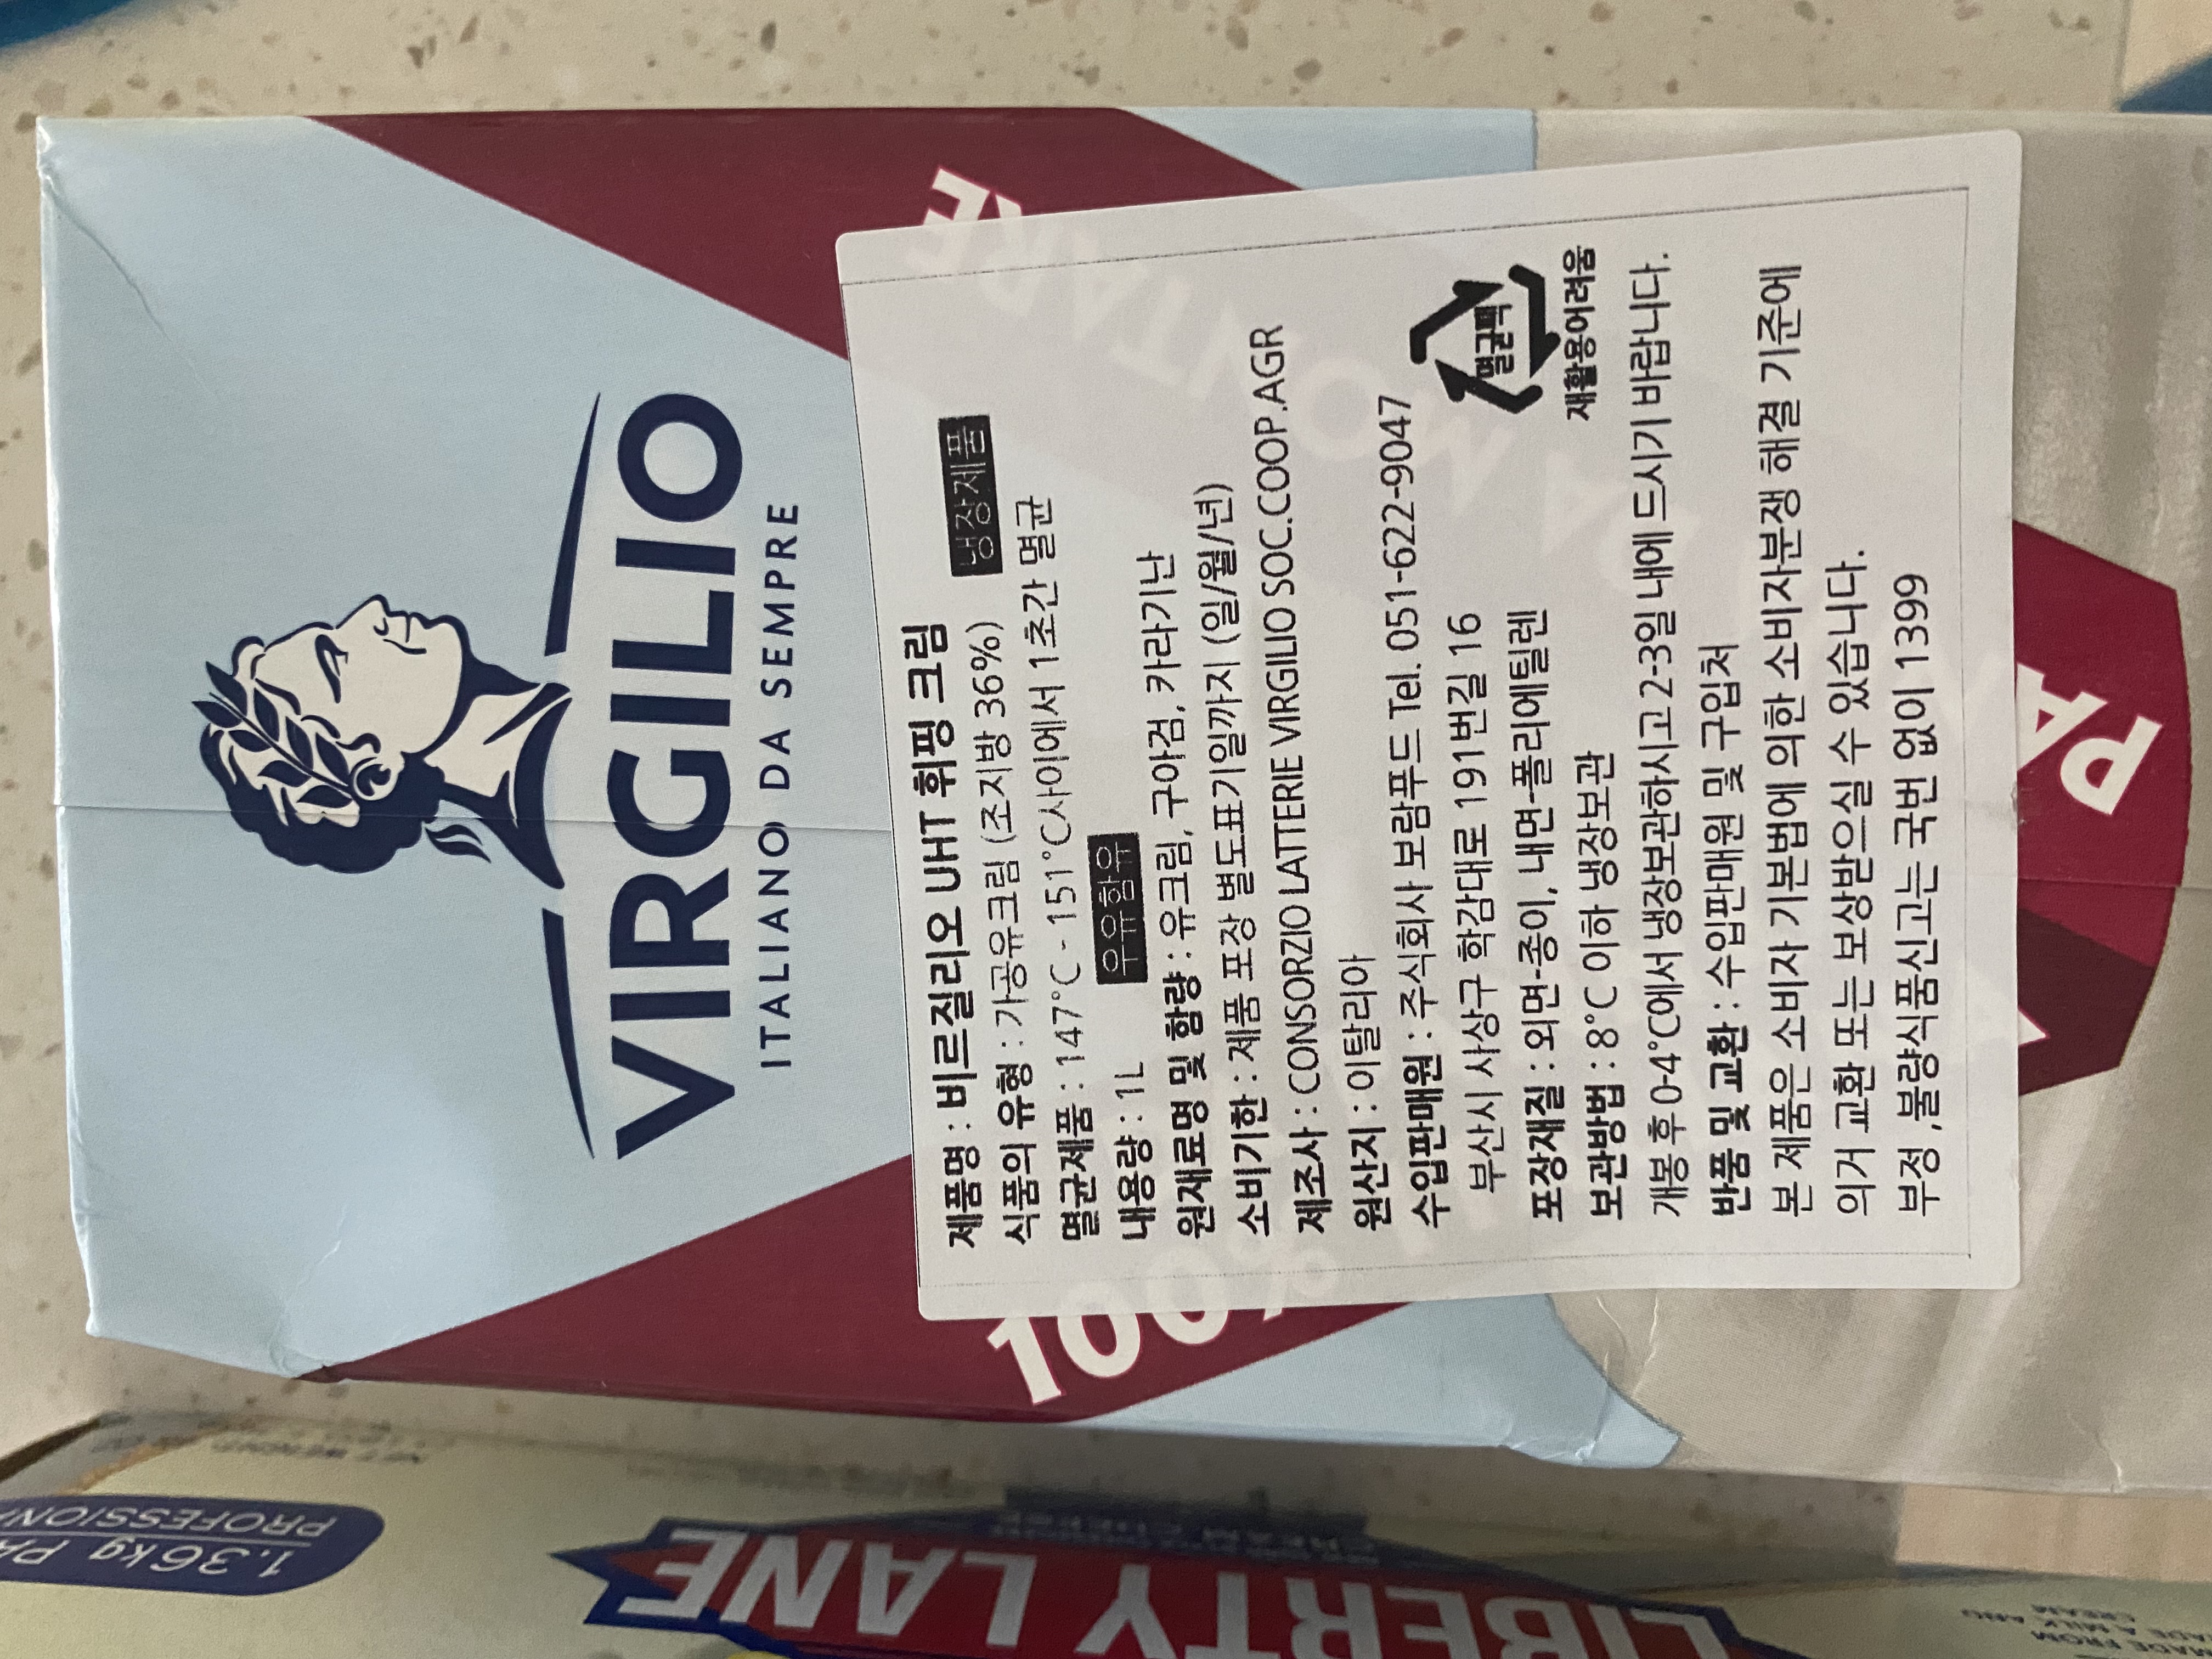 VIRGILIO
ITALIANO DA SEMPRE
제품명 : 비르질리오 UHT 휘핑 크림
식품의 유형 : 가공유크림 (조지방 36%) 냉장제품
멸균제품 : 147°C - 151°C사이에서 1초간 멸균
내용량 : 1L 우유함유
원재료명 및 함량 : 유크림, 구아검, 카라기난
소비기한 : 제품 포장 별도표기일까지 (일/월/년)
제조사 : CONSORZIO LATTERIE VIRGILIO SOC.COOP.AGR
원산지 : 이탈리아
수입판매원 : 주식회사 보람푸드 Tel. 051-622-9047
부산시 사상구 학감대로 191번길 16
포장재질 : 외면-종이, 내면-폴리에틸렌
보관방법 : 8°C 이하 냉장보관
멸균팩
재활용어려움
개봉 후 0-4°C에서 냉장보관하시고 2-3일 내에 드시기 바랍니다.
반품 및 교환 : 수입판매원 및 구입처
본 제품은 소비자 기본법에 의한 소비자분쟁 해결 기준에
의거 교환 또는 보상받으실 수 있습니다.
부정 ,불량식품신고는 국번 없이 1399
100%
MONTARE
PA
1.36kg
LIBERTY LANE
MADE FROM
CREAM